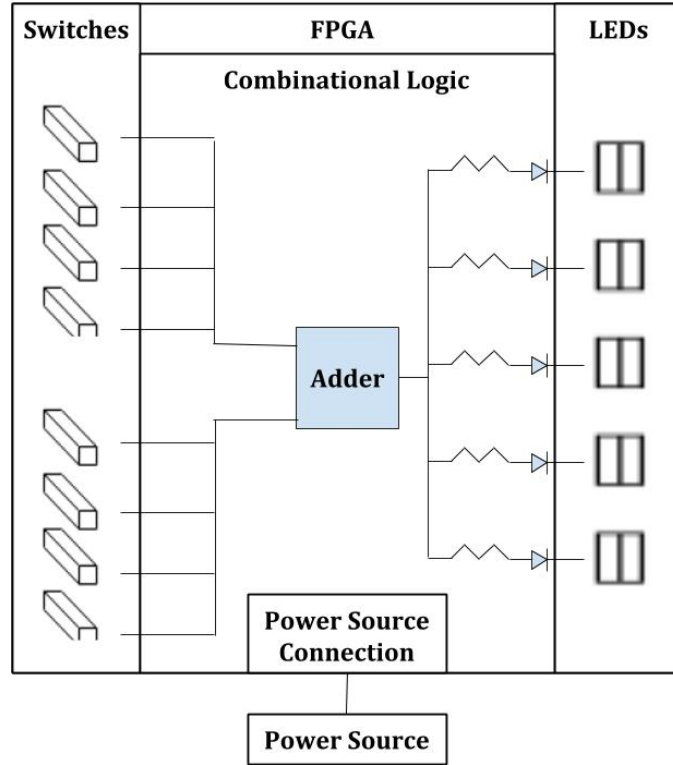 Switches
FPGA
LEDs
Combinational Logic
Adder
Power Source
Connection
Power Source